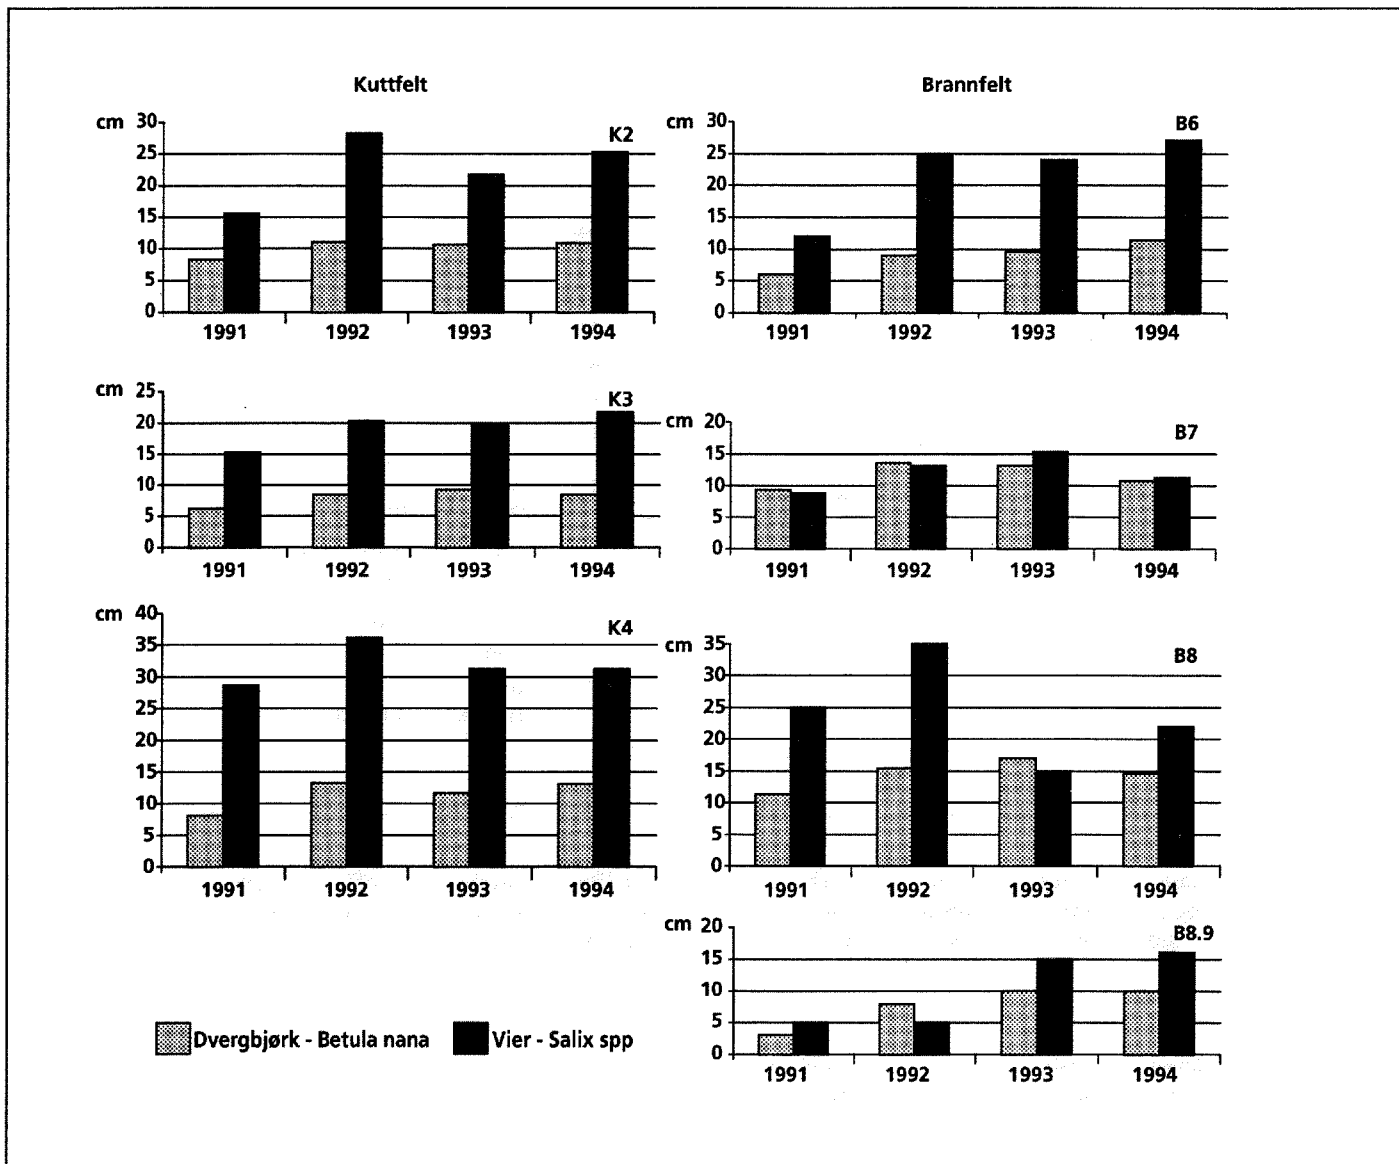 Kuttfelt
cm 30 25 20 15 10 5 0
K2
1991 1992 1993 1994
cm 25 20 15 10 5 0
K3
1991 1992 1993 1994
cm 40 35 30 25 20 15 10 5 0
K4
1991 1992 1993 1994
Dvergbjørk - Betula nana
Vier - Salix spp
Brannfelt
cm 30 25 20 15 10 5 0
B6
1991 1992 1993 1994
cm 20 15 10 5 0
B7
1991 1992 1993 1994
cm 35 30 25 20 15 10 5 0
B8
1991 1992 1993 1994
cm 20 15 10 5 0
B8.9
1991 1992 1993 1994